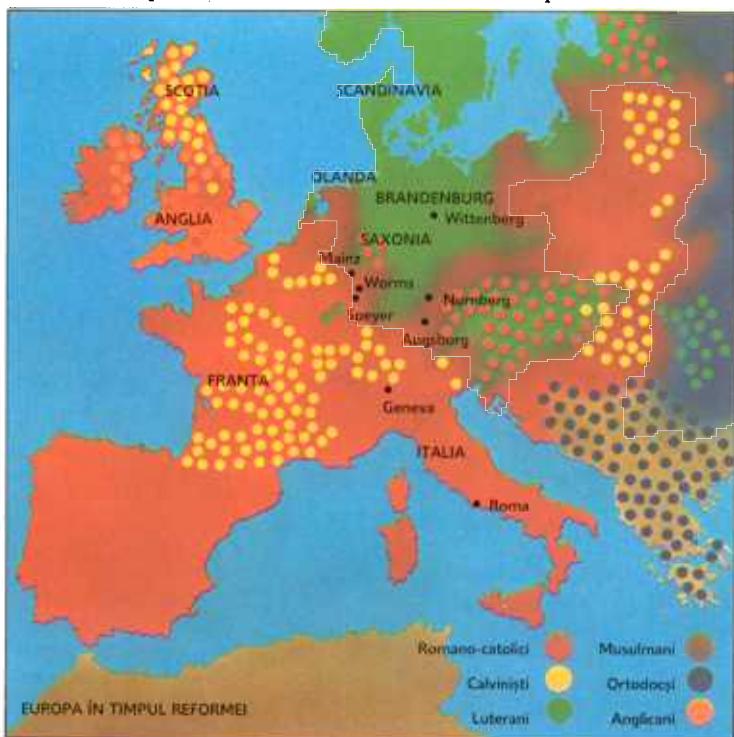 SCOTIA
SCANDINAVIA
OLANDA
BRANDENBURG
Wittenberg
ANGLIA
SAXONIA
Mainz
Worms
Nurnberg
Speyer
Augsburg
FRANTA
Geneva
ITALIA
Roma
Romano-catolici
Musulmani
Calviniști
Ortodocși
EUROPA ÎN TIMPUL REFORMEI
Luterani
Anglicani